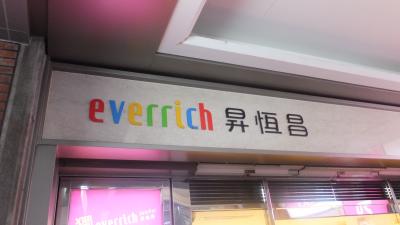 everrich 昇恆昌
everrich